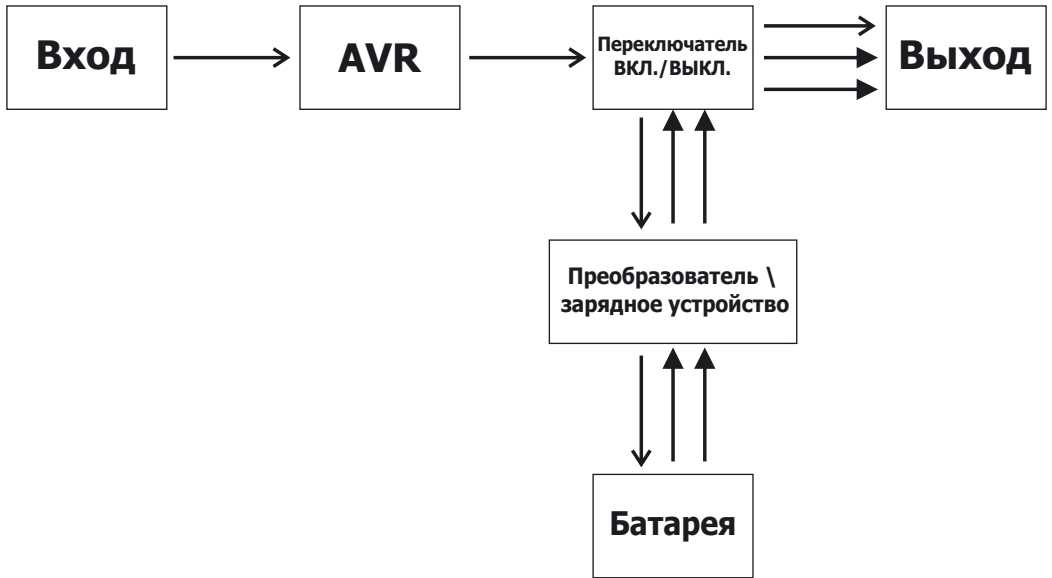 Вход
AVR
Переключатель
ВКЛ./ВЫКЛ.
Выход
Преобразователь \
зарядное устройство
Батарея